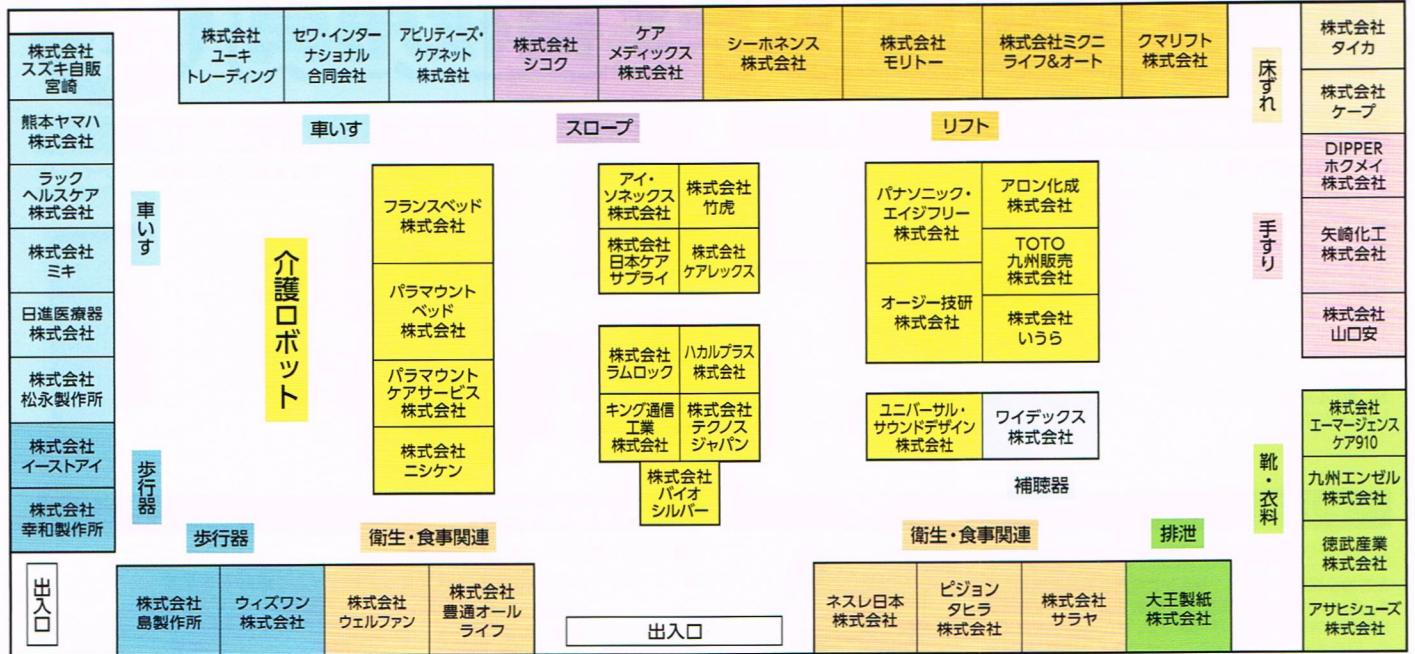 株式会社
スズキ自販
宮崎
熊本ヤマハ
株式会社
ラック
ヘルスケア
株式会社
株式会社
ミキ
日進医療器
株式会社
株式会社
松永製作所
株式会社
イーストアイ
株式会社
幸和製作所
出入口
株式会社
ユーキ
トレーディング
セワ・インター
ナショナル
合同会社
アビリティーズ・
ケアネット
株式会社
株式会社
シコク
ケア
メディックス
株式会社
シーホネンス
株式会社
株式会社
モリトー
株式会社ミクニ
ライフ&オート
クマリフト
株式会社
車いす
スロープ
リフト
床ずれ
株式会社
タイカ
株式会社
ケープ
DIPPER
ホクメイ
株式会社
矢崎化工
株式会社
株式会社
山口安
手すり
車いす
介護ロボット
フランスベッド
株式会社
パラマウント
ベッド
株式会社
パラマウント
ケアサービス
株式会社
株式会社
ニシケン
アイ・
ソネックス
株式会社
株式会社
竹虎
株式会社
日本ケア
サプライ
株式会社
ケアレックス
株式会社
ラムロック
ハカルプラス
株式会社
キング通信
工業
株式会社
株式会社
テクノス
ジャパン
株式会社
バイオ
シルバー
パナソニック・
エイジフリー
株式会社
アロン化成
株式会社
TOTO
九州販売
株式会社
オージー技研
株式会社
株式会社
いうら
ユニバーサル・
サウンドデザイン
株式会社
ワイデックス
株式会社
補聴器
歩行器
歩行器
衛生・食事関連
衛生・食事関連
排泄
靴・衣料
株式会社
エーマージェンス
ケア910
九州エンゼル
株式会社
徳武産業
株式会社
アサヒシューズ
株式会社
株式会社
島製作所
ウィズワン
株式会社
株式会社
ウェルファン
株式会社
豊通オール
ライフ
出入口
ネスレ日本
株式会社
ピジョン
タヒラ
株式会社
株式会社
サラヤ
大王製紙
株式会社